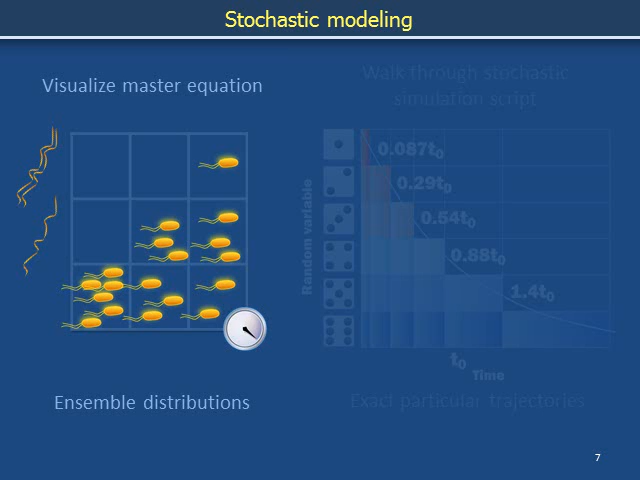 Stochastic modeling
Visualize master equation
Walk through stochastic
simulation script
0.087t₀
0.29t₀
0.54t₀
0.88t₀
1.4t₀
Random variable
t₀
Time
Ensemble distributions
Exact particular trajectories
7